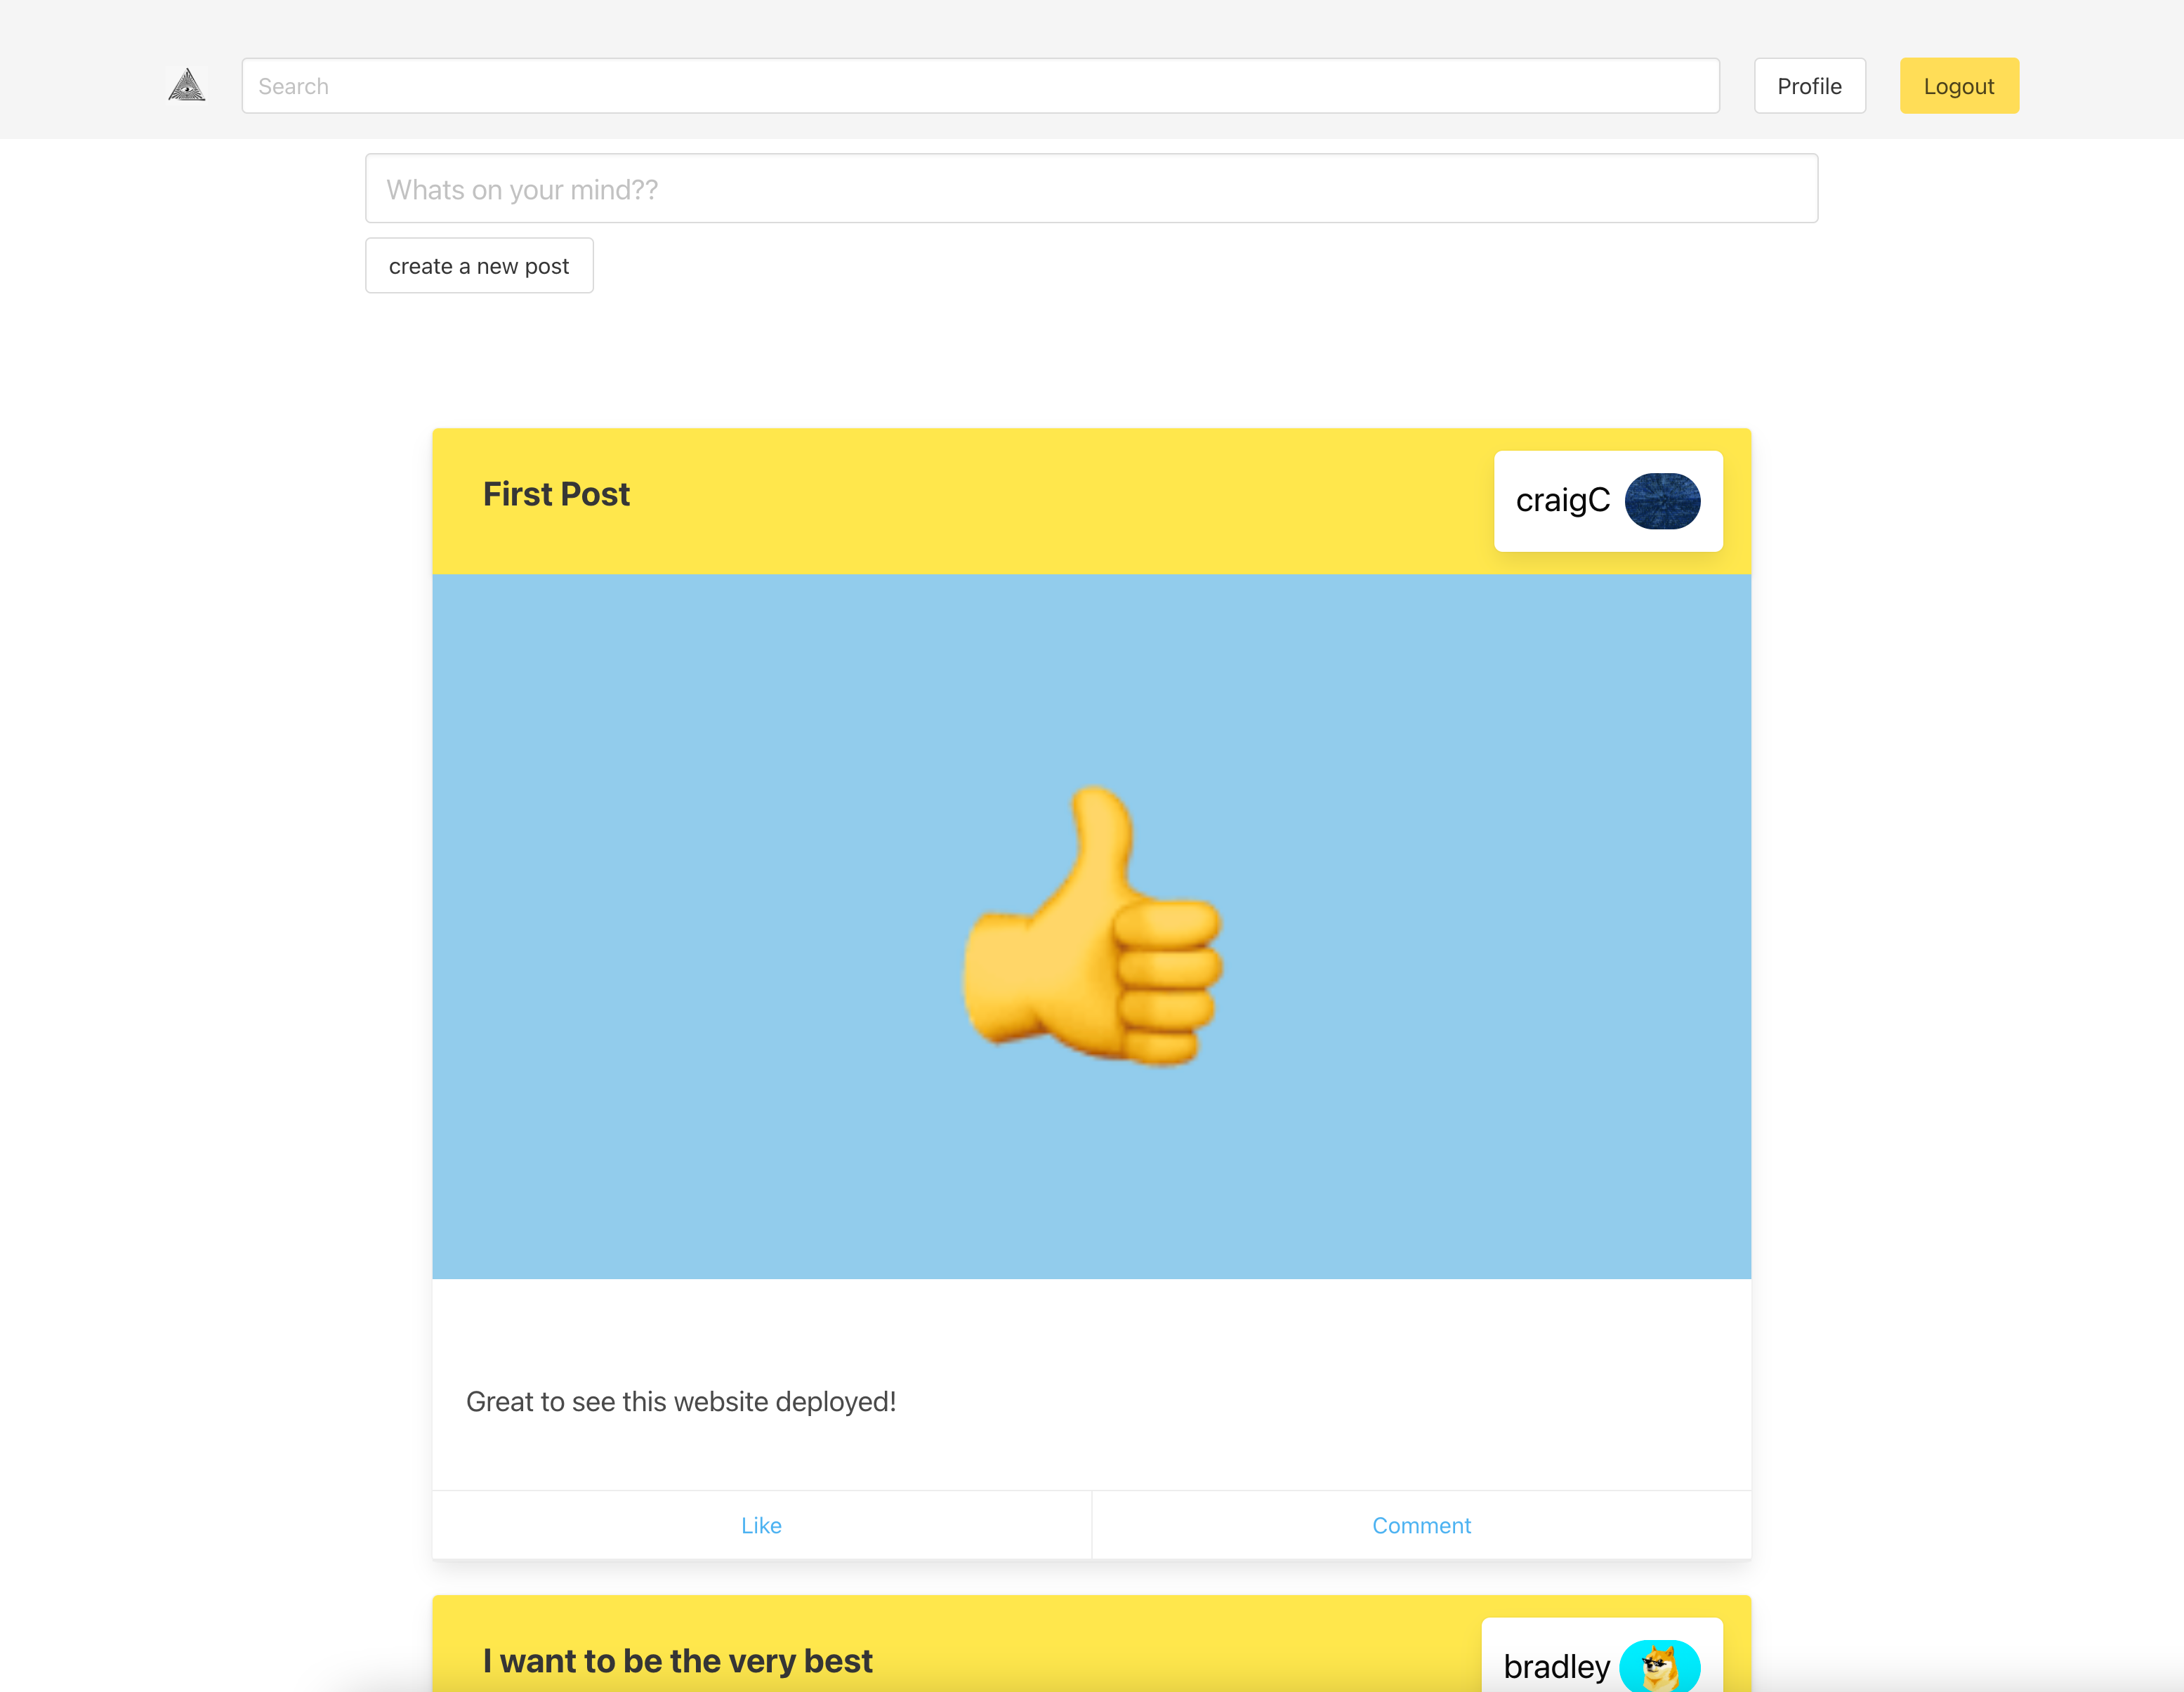 Search
Profile
Logout
Whats on your mind??
create a new post
First Post
craigC
Great to see this website deployed!
Like
Comment
I want to be the very best
bradley